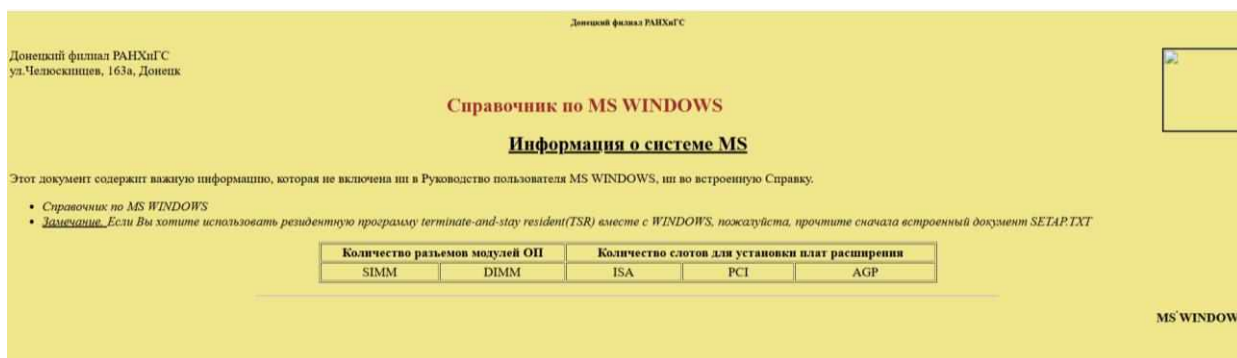 Донецкий филиал РАНХиГС
Донецкий филиал РАНХиГС
ул.Челюскинцев, 163а, Донецк
Справочник по MS WINDOWS
Информация о системе MS
Этот документ содержит важную информацию, которая не включена ни в Руководство пользователя MS WINDOWS, ни во встроенную Справку.
Справочник по MS WINDOWS
Замечание. Если Вы хотите использовать резидентную программу terminate-and-stay resident(TSR) вместе с WINDOWS, пожалуйста, прочтите сначала встроенный документ SETAP.TXT
Количество разъемов модулей ОП Количество слотов для установки плат расширения
SIMM DIMM ISA PCI AGP
MS WINDOW